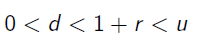 0 < d < 1 + r < u